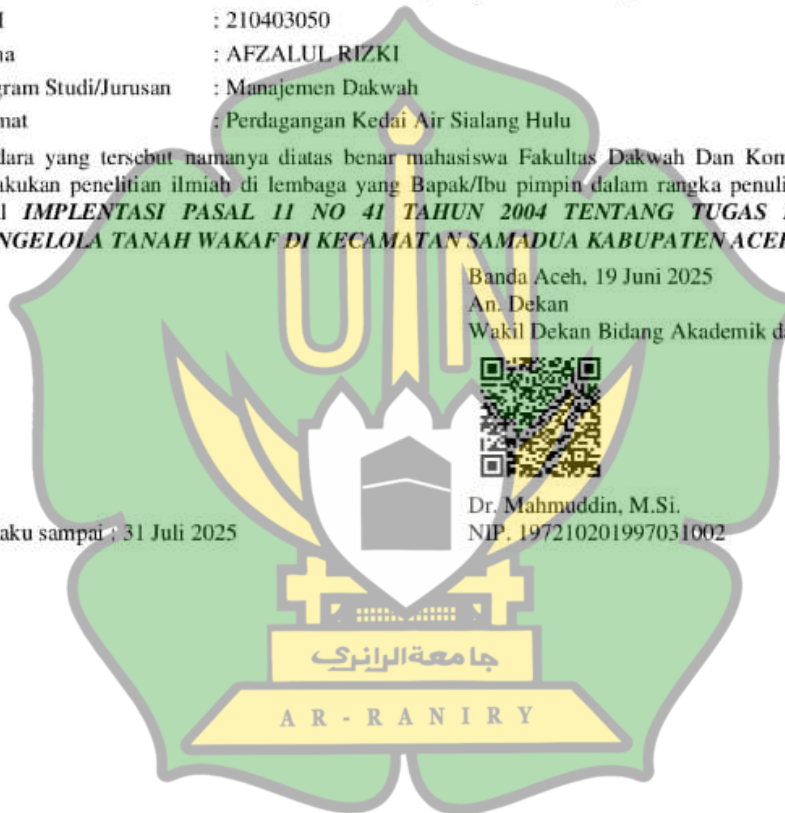 I : 210403050
na : AFZALUL RIZKI
gram Studi/Jurusan : Manajemen Dakwah
mat : Perdagangan Kedai Air Sialang Hulu
dara yang tersebut namanya diatas benar mahasiswa Fakultas Dakwah Dan Kom
akukan penelitian ilmiah di lembaga yang Bapak/Ibu pimpin dalam rangka penuli
l IMPLENTASI PASAL 11 NO 41 TAHUN 2004 TENTANG TUGAS
NGELOLA TANAH WAKAF DI KECAMATAN SAMADUA KABUPATEN ACEH
UIN
Banda Aceh, 19 Juni 2025
An. Dekan
Wakil Dekan Bidang Akademik da
Dr. Mahmuddin, M.Si.
aku sampai : 31 Juli 2025
NIP. 197210201997031002
جامعةالرانري
AR-RANIRY